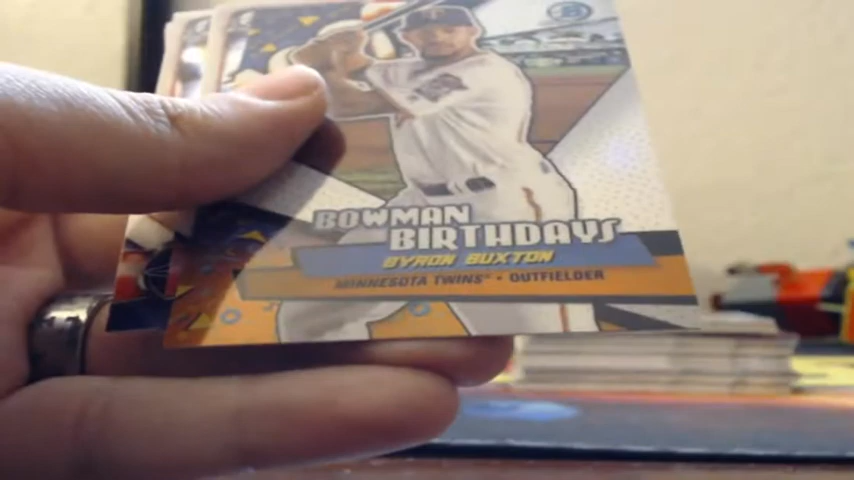 BOWMAN
BIRTHDAYS
BYRON BUXTON
MINNESOTA TWINS • OUTFIELDER